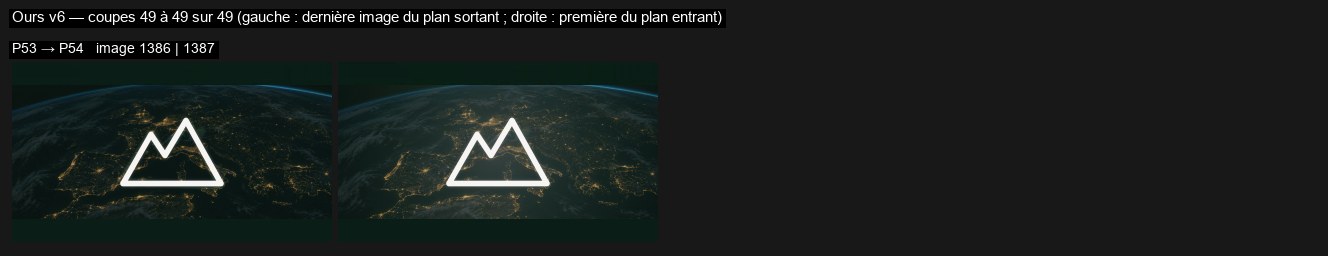 Ours v6 — coupes 49 à 49 sur 49 (gauche : dernière image du plan sortant ; droite : première du plan entrant)
P53 → P54 image 1386 | 1387